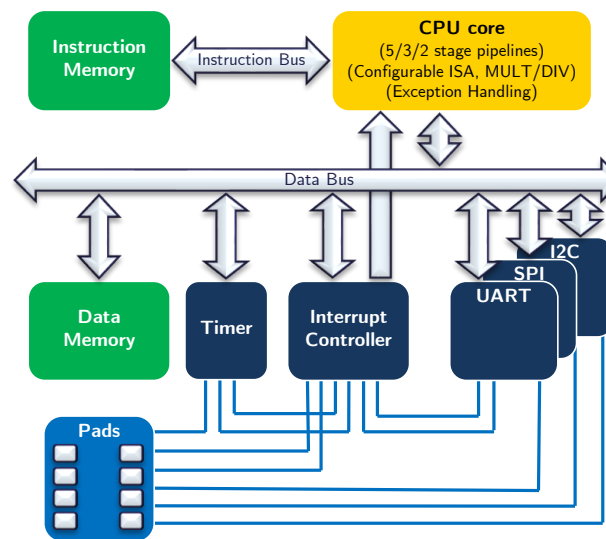 Instruction
Memory
Instruction Bus
CPU core
(5/3/2 stage pipelines)
(Configurable ISA, MULT/DIV)
(Exception Handling)
Data Bus
Data
Memory
Timer
Interrupt
Controller
I2C
SPI
UART
Pads